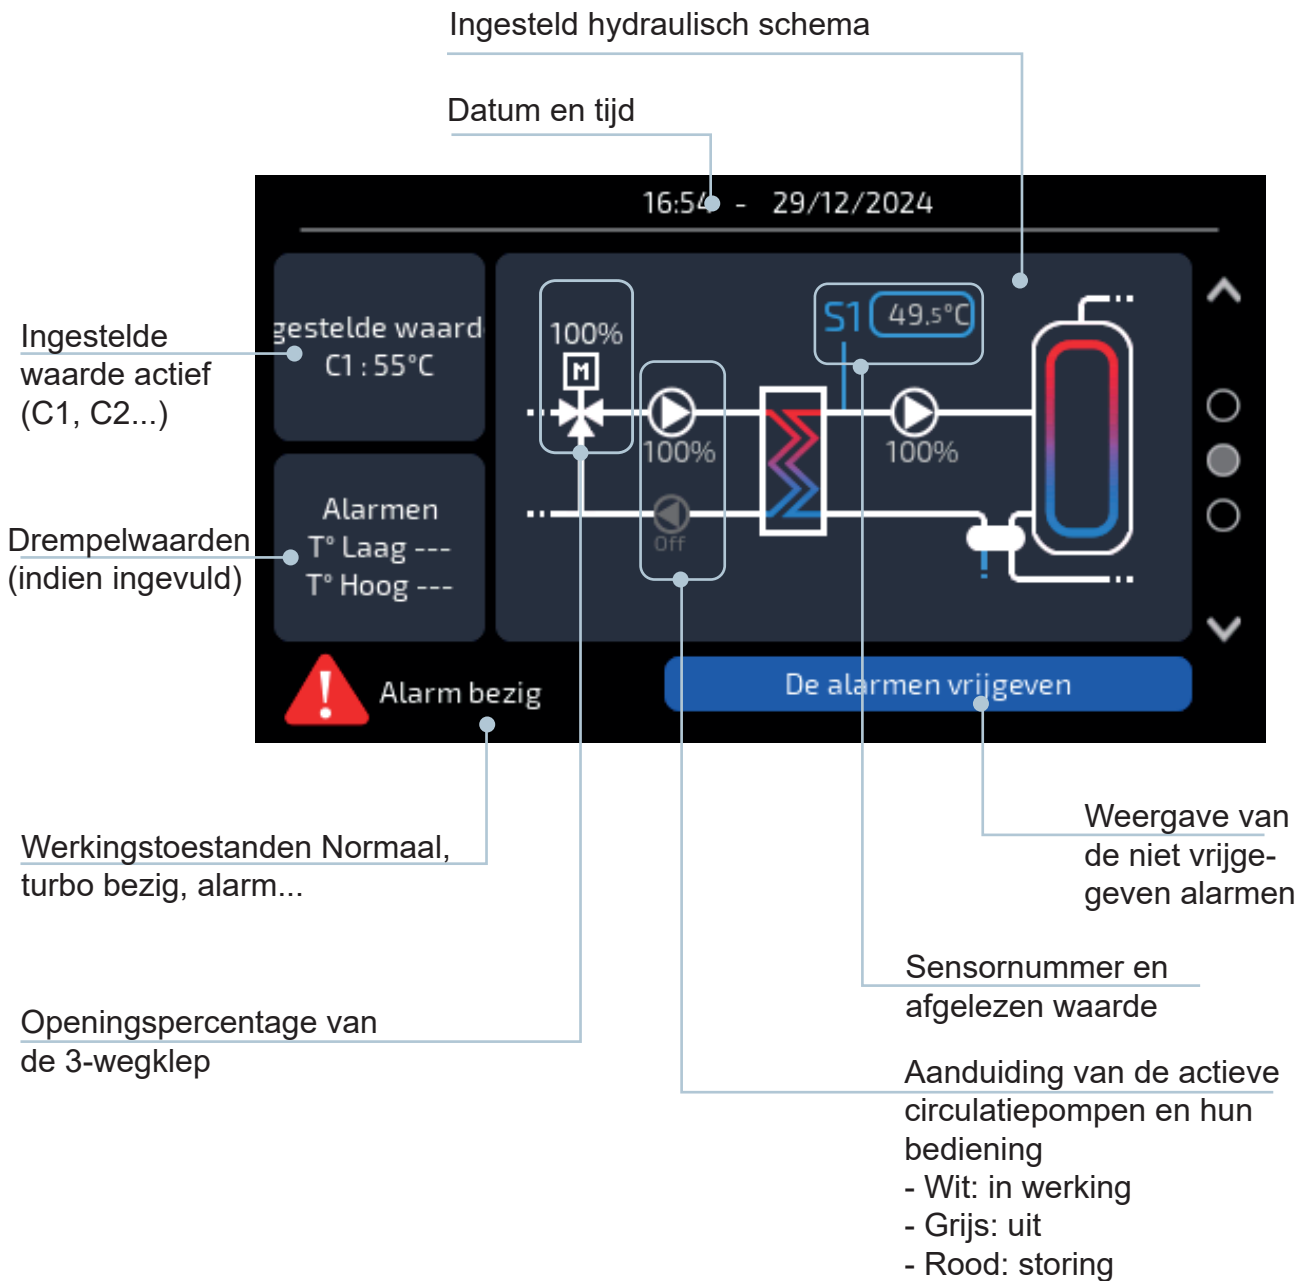 Ingesteld hydraulisch schema
Datum en tijd
16:54 - 29/12/2024
Ingestelde
waarde actief
(C1, C2...)
gestelde waard
C1 : 55°C
100%
M
S1 49.5°C
100%
100%
Off
Drempelwaarden
(indien ingevuld)
Alarmen
T° Laag ---
T° Hoog ---
!
Alarm bezig
De alarmen vrijgeven
Werkingstoestanden Normaal,
turbo bezig, alarm...
Openingspercentage van
de 3-wegklep
Weergave van
de niet vrijge-
geven alarmen
Sensornummer en
afgelezen waarde
Aanduiding van de actieve
circulatiepompen en hun
bediening
- Wit: in werking
- Grijs: uit
- Rood: storing